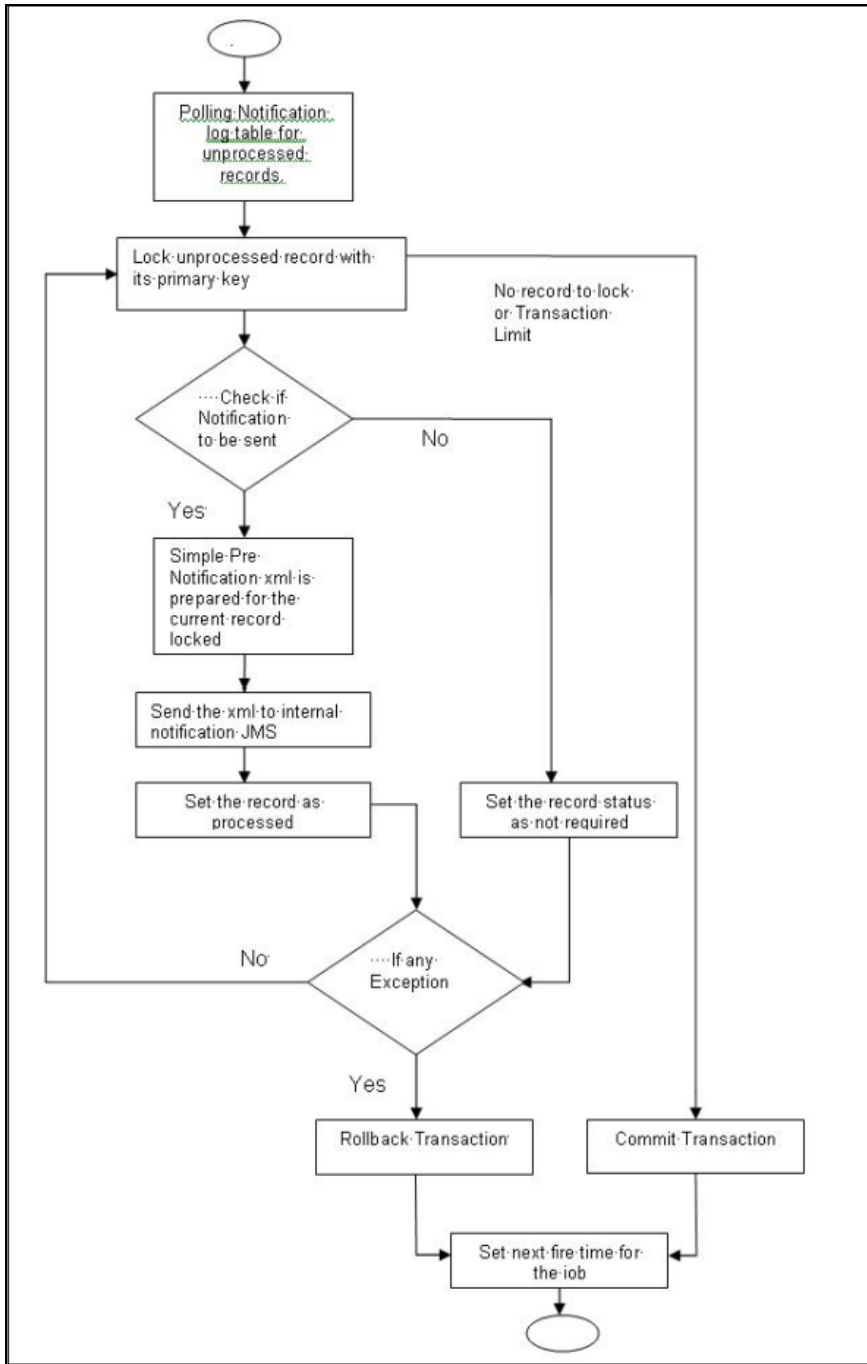 Polling Notification
log table for
unprocessed
records.
Lock unprocessed record with
its primary key
No record to lock
or Transaction
Limit
Check if
Notification
to be sent
No
Yes
Simple Pre
Notification xml is
prepared for the
current record
locked
Send the xml to internal
notification JMS
Set the record as
processed
Set the record status
as not required
No
If any
Exception
Yes
Rollback Transaction
Commit Transaction
Set next fire time for
the iob